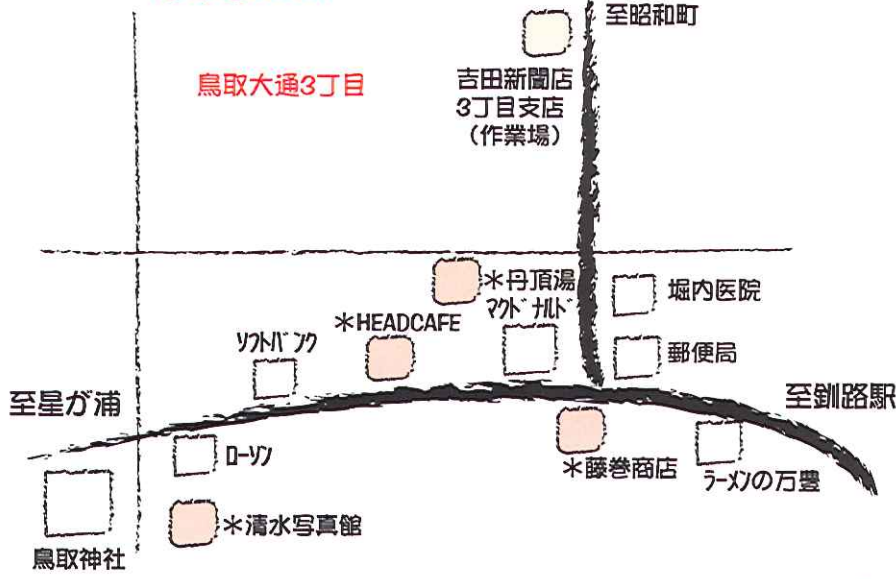 至昭和町
鳥取大通3丁目
吉田新聞店
3丁目支店
(作業場)
*丹頂湯
堀内医院
*HEADCAFE
マクドナルド
ソフトバンク
郵便局
至星が浦
至釧路駅
ローソン
*藤巻商店
ラーメンの万豊
*清水写真館
鳥取神社